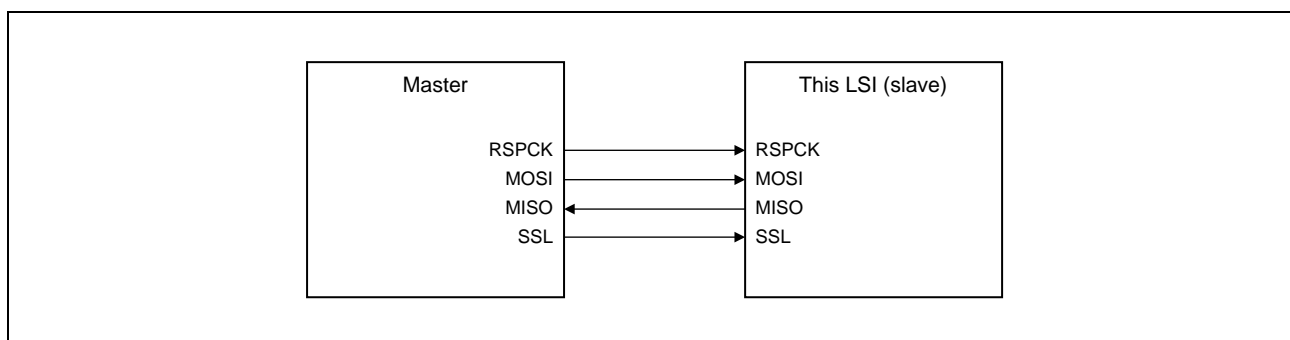 Master
This LSI (slave)
RSPCK
RSPCK
MOSI
MOSI
MISO
MISO
SSL
SSL